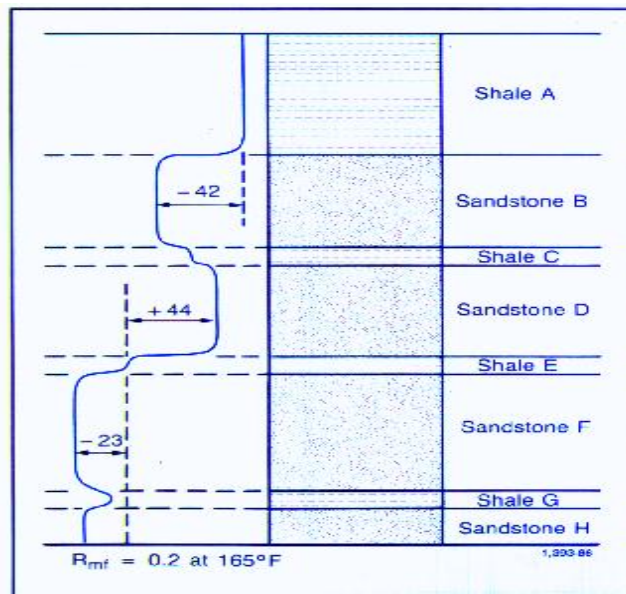 Shale A
− 42
Sandstone B
Shale C
+ 44
Sandstone D
Shale E
Sandstone F
− 23
Shale G
Sandstone H
Rmf = 0.2 at 165°F
1,393-86